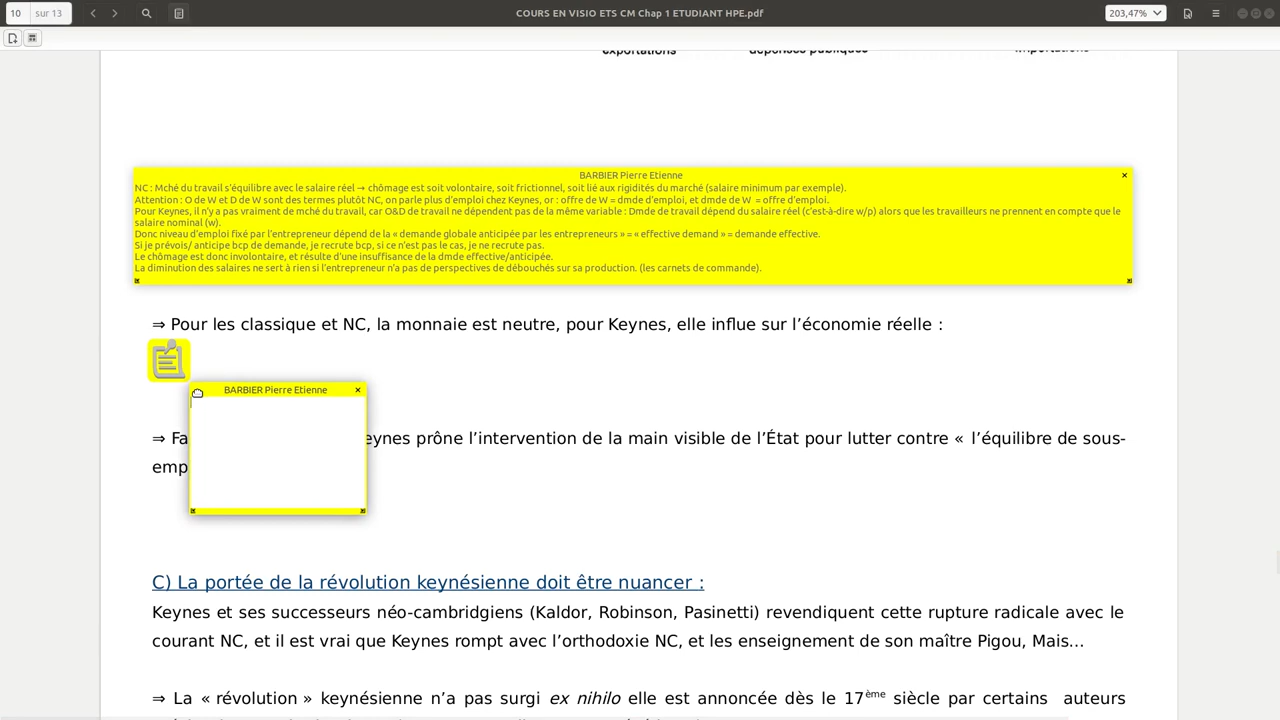 10 sur 13
COURS EN VISIO ETS CM Chap 1 ETUDIANT HPE.pdf
203,47%
exportations dépenses publiques importations
BARBIER Pierre Etienne
NC : Mché du travail s'équilibre avec le salaire réel → chômage est soit volontaire, soit frictionnel, soit lié aux rigidités du marché (salaire minimum par exemple).
Attention : O de W et D de W sont des termes plutôt NC, on parle plus d'emploi chez Keynes, or : offre de W = dmde d'emploi, et dmde de W = offre d'emploi.
Pour Keynes, il n'y a pas vraiment de mché du travail, car O&D de travail ne dépendent pas de la même variable : Dmde de travail dépend du salaire réel (c'est-à-dire w/p) alors que les travailleurs ne prennent en compte que le
salaire nominal (w).
Donc niveau d'emploi fixé par l'entrepreneur dépend de la « demande globale anticipée par les entrepreneurs » = « effective demand » = demande effective.
Si je prévois/ anticipe bcp de demande, je recrute bcp, si ce n'est pas le cas, je ne recrute pas.
Le chômage est donc involontaire, et résulte d'une insuffisance de la dmde effective/anticipée.
La diminution des salaires ne sert à rien si l'entrepreneur n'a pas de perspectives de débouchés sur sa production. (les carnets de commande).
⇒ Pour les classique et NC, la monnaie est neutre, pour Keynes, elle influe sur l'économie réelle :
BARBIER Pierre Etienne
⇒ Fa eynes prône l'intervention de la main visible de l'État pour lutter contre « l'équilibre de sous-
emp
C) La portée de la révolution keynésienne doit être nuancer :
Keynes et ses successeurs néo-cambridgiens (Kaldor, Robinson, Pasinetti) revendiquent cette rupture radicale avec le
courant NC, et il est vrai que Keynes rompt avec l'orthodoxie NC, et les enseignement de son maître Pigou, Mais…
⇒ La « révolution » keynésienne n'a pas surgi ex nihilo elle est annoncée dès le 17ème siècle par certains auteurs